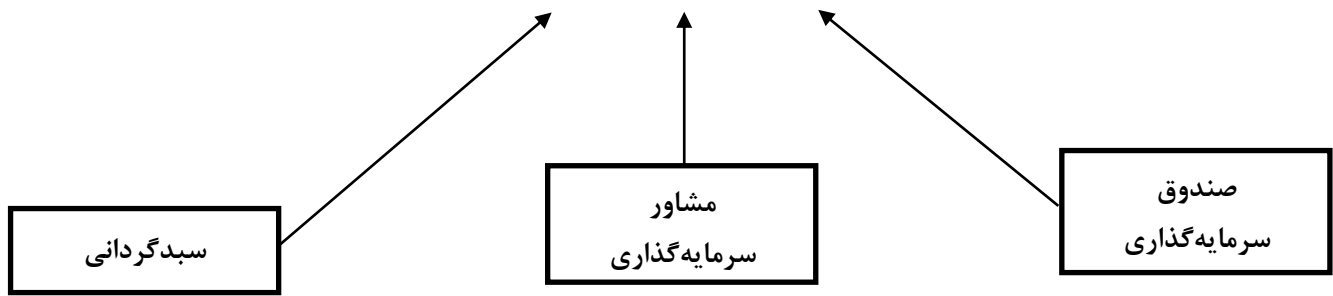 صندوق
سرمایه‌گذاری
مشاور
سرمایه‌گذاری
سبدگردانی